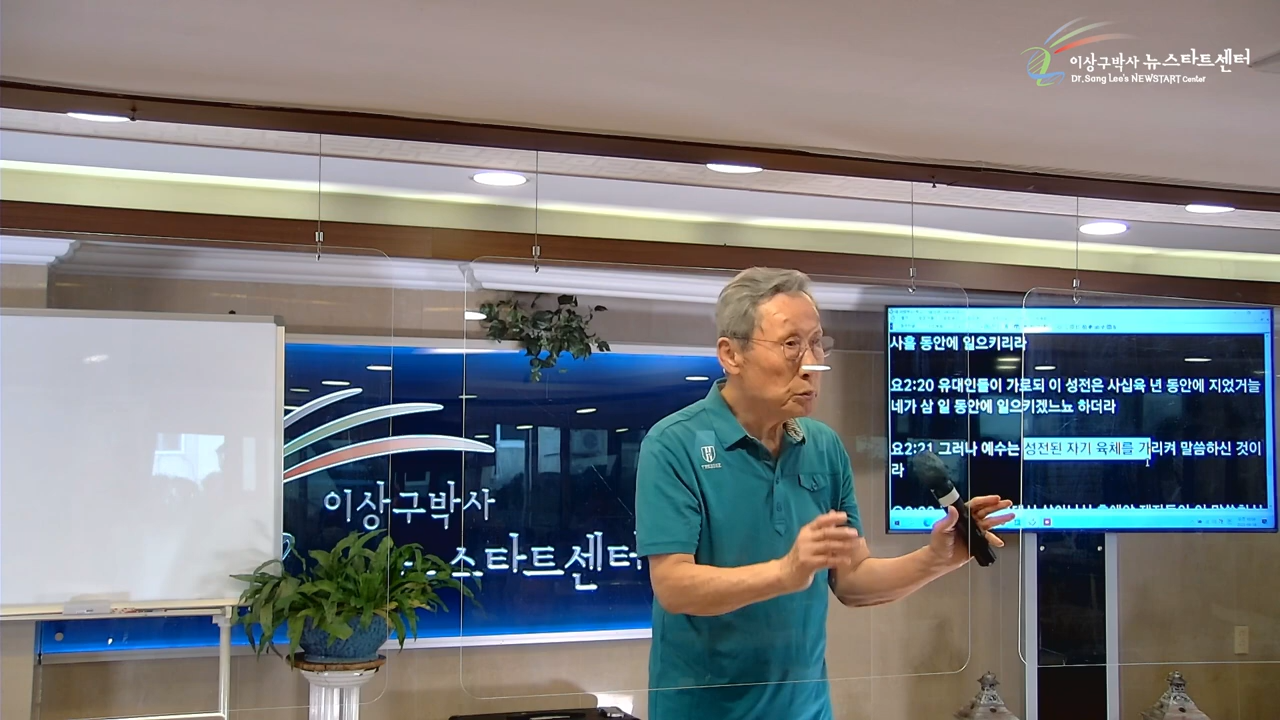 이상구박사 뉴스타트센터
Dr. Sang Lee's NEWSTART Center
사흘 동안에 일으키리라
요2:20 유대인들이 가로되 이 성전은 사십육 년 동안에 지었거늘
네가 삼 일 동안에 일으키겠느뇨 하더라
요2:21 그러나 예수는 성전된 자기 육체를 가리켜 말씀하신 것이
라
이상구박사
스타트센터